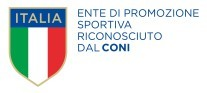 ITALIA
ENTE DI PROMOZIONE
SPORTIVA
RICONOSCIUTO
DAL CONI